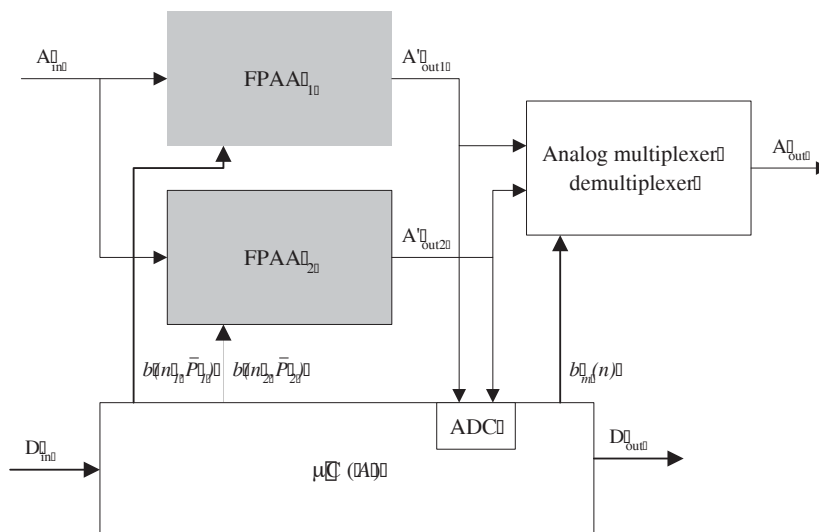 A_in
FPAA_1
A'_out1
Analog multiplexer
demultiplexer
A_out
FPAA_2
A'_out2
b(n_1, P̄_1)
b(n_2, P̄_2)
b_m(n)
ADC
D_in
µC (A)
D_out